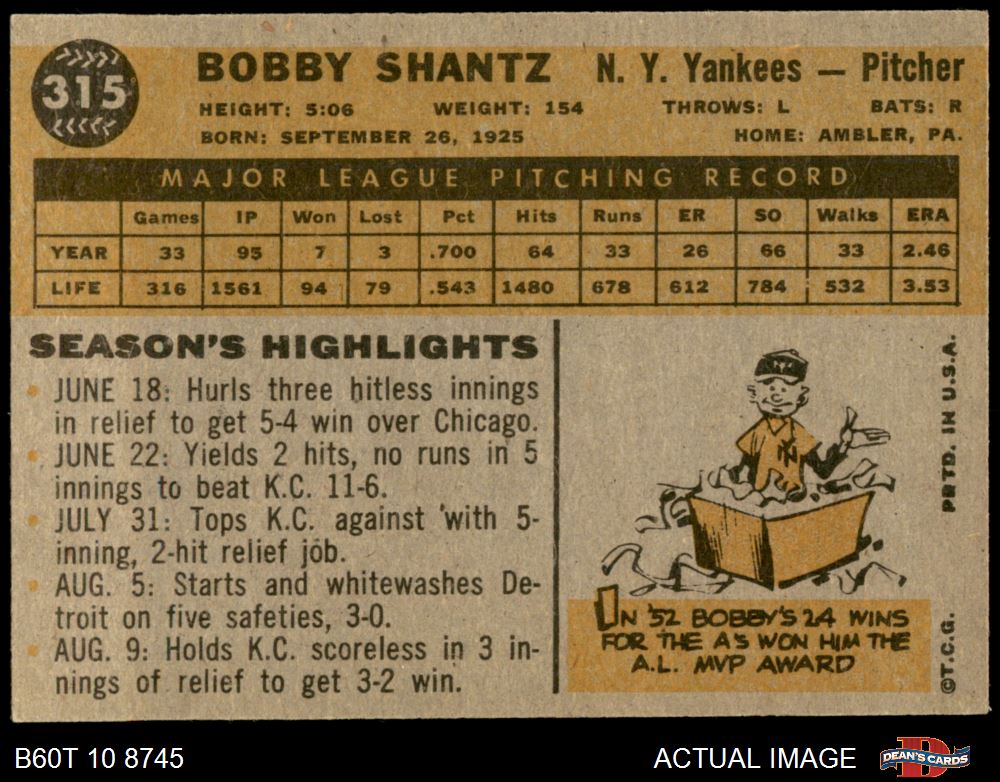 315
BOBBY SHANTZ N. Y. Yankees — Pitcher
HEIGHT: 5:06 WEIGHT: 154 THROWS: L BATS: R
BORN: SEPTEMBER 26, 1925 HOME: AMBLER, PA.
MAJOR LEAGUE PITCHING RECORD
Games IP Won Lost Pct Hits Runs ER SO Walks ERA
YEAR 33 95 7 3 .700 64 33 26 66 33 2.46
LIFE 316 1561 94 79 .543 1480 678 612 784 532 3.53
SEASON'S HIGHLIGHTS
• JUNE 18: Hurls three hitless innings
in relief to get 5-4 win over Chicago.
• JUNE 22: Yields 2 hits, no runs in 5
innings to beat K.C. 11-6.
• JULY 31: Tops K.C. against 'with 5-
inning, 2-hit relief job.
• AUG. 5: Starts and whitewashes De-
troit on five safeties, 3-0.
• AUG. 9: Holds K.C. scoreless in 3 in-
nings of relief to get 3-2 win.
NY
NY
IN '52 BOBBY'S 24 WINS
FOR THE A'S WON HIM THE
A.L. MVP AWARD
©T.C.G. PRTD. IN U.S.A.
B60T 10 8745 ACTUAL IMAGE DEAN'S CARDS